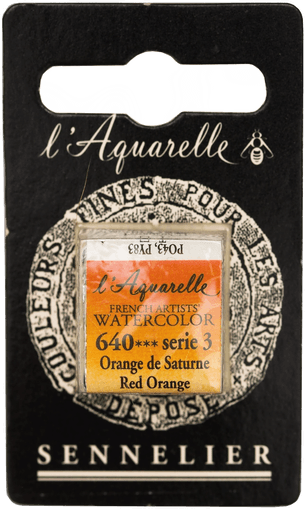 l'Aquarelle
COULEURS FINES POUR LES ARTS
DEPOSE
PO43, PY83
l'Aquarelle
FRENCH ARTISTS'
WATERCOLOR
640*** serie 3
Orange de Saturne
Red Orange
SENNELIER